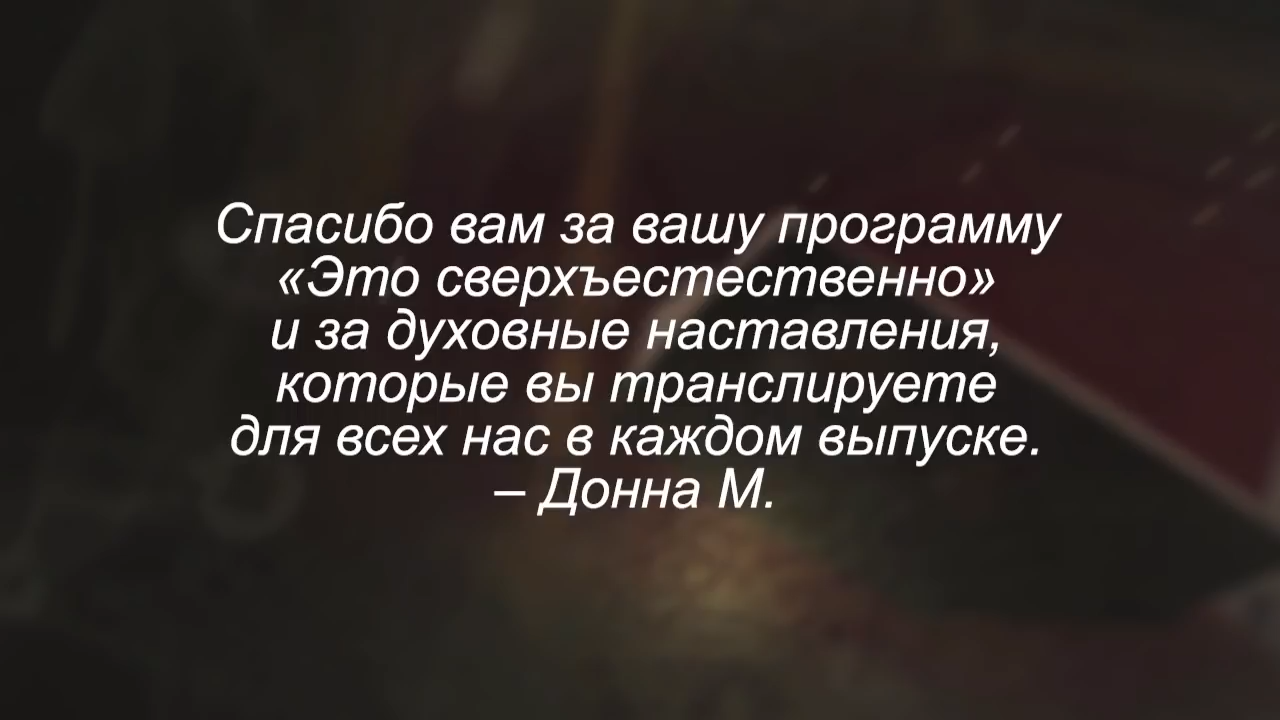 Спасибо вам за вашу программу
«Это сверхъестественно»
и за духовные наставления,
которые вы транслируете
для всех нас в каждом выпуске.
– Донна М.